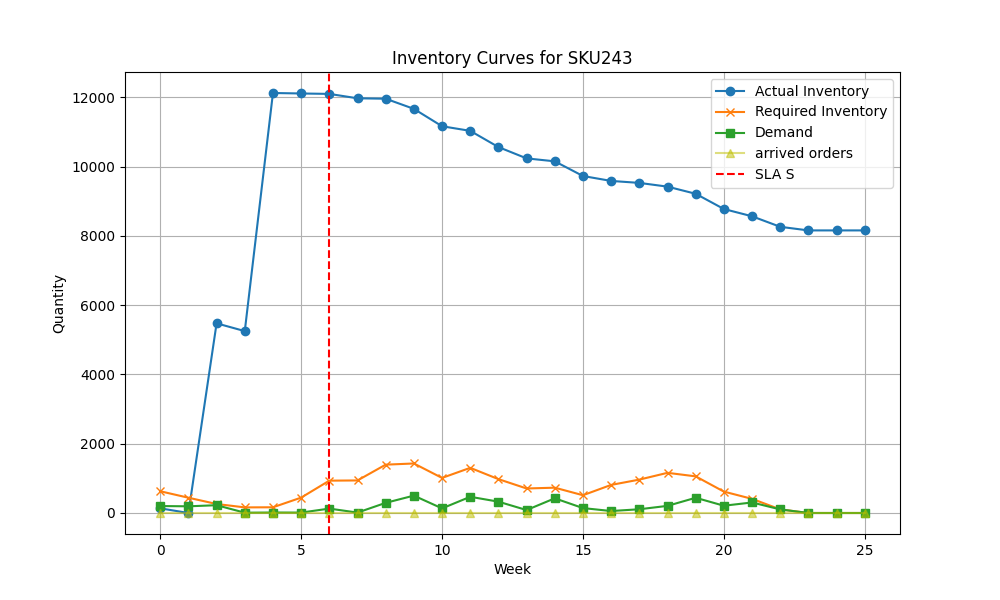 Inventory Curves for SKU243
12000
10000
8000
6000
4000
2000
0
Quantity
Actual Inventory
Required Inventory
Demand
arrived orders
SLA S
0
5
10
15
20
25
Week